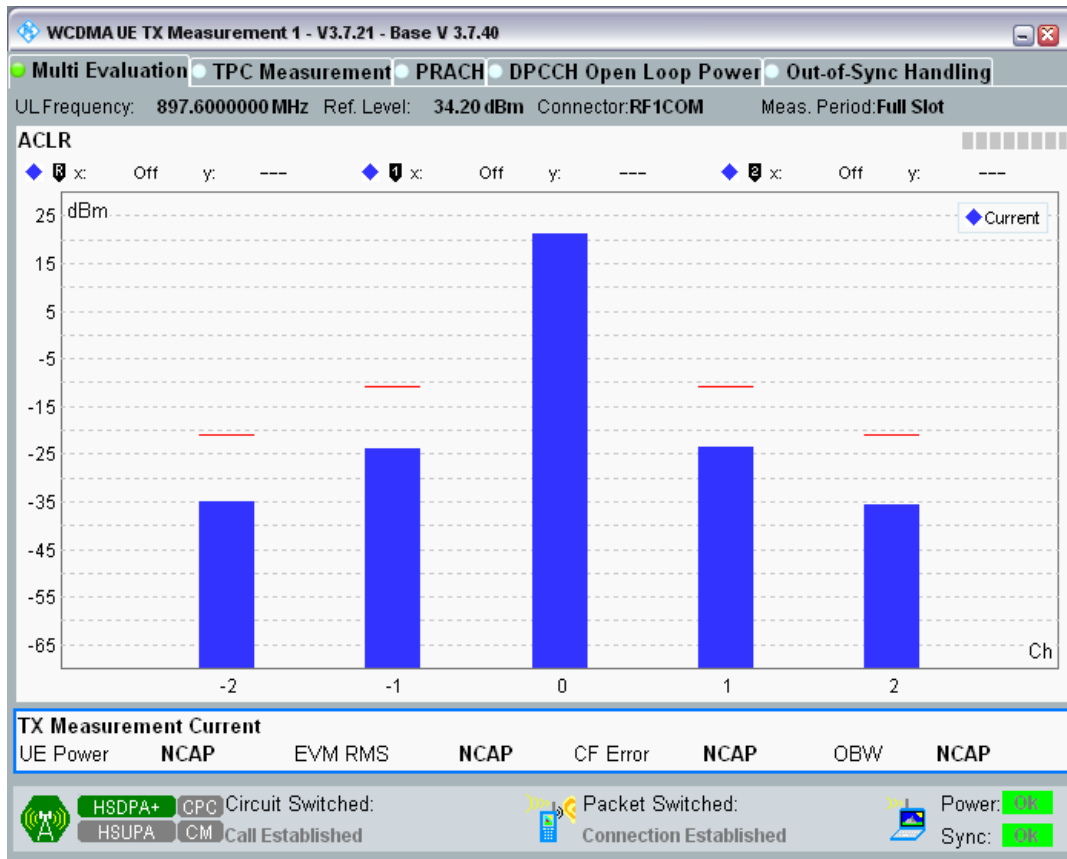 WCDMA UE TX Measurement 1 - V3.7.21 - Base V 3.7.40
Multi Evaluation TPC Measurement PRACH DPCCH Open Loop Power Out-of-Sync Handling
UL Frequency: 897.6000000 MHz Ref. Level: 34.20 dBm Connector:RF1COM Meas. Period:Full Slot
ACLR
R x: Off y: --- 1 x: Off y: --- 2 x: Off y: ---
dBm
Current
25
15
5
-5
-15
-25
-35
-45
-55
-65
Ch
-2 -1 0 1 2
TX Measurement Current
UE Power NCAP EVM RMS NCAP CF Error NCAP OBW NCAP
HSDPA+ CPC Circuit Switched: Packet Switched: Power: Ok
HSUPA CM Call Established Connection Established Sync: Ok